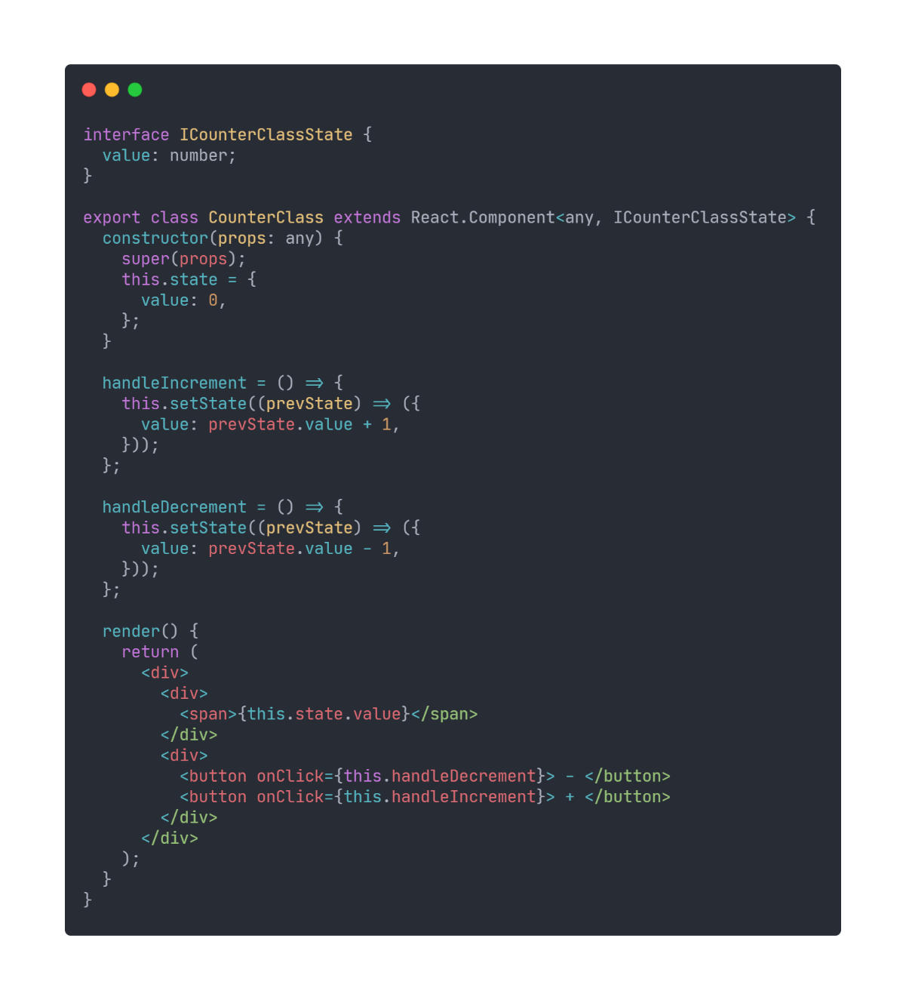 interface ICounterClassState {
  value: number;
}

export class CounterClass extends React.Component<any, ICounterClassState> {
  constructor(props: any) {
    super(props);
    this.state = {
      value: 0,
    };
  }

  handleIncrement = () => {
    this.setState((prevState) => ({
      value: prevState.value + 1,
    }));
  };

  handleDecrement = () => {
    this.setState((prevState) => ({
      value: prevState.value - 1,
    }));
  };

  render() {
    return (
      <div>
        <div>
          <span>{this.state.value}</span>
        </div>
        <div>
          <button onClick={this.handleDecrement}> - </button>
          <button onClick={this.handleIncrement}> + </button>
        </div>
      </div>
    );
  }
}